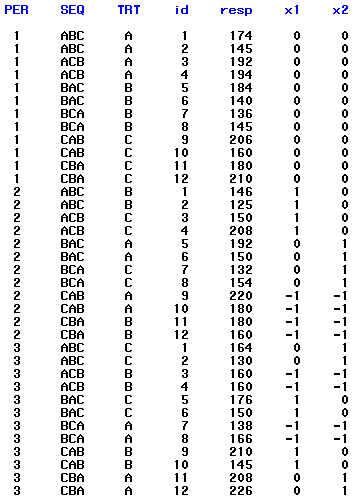 PER SEQ TRT id resp x1 x2
1 ABC A 1 174 0 0
1 ABC A 2 145 0 0
1 ACB A 3 192 0 0
1 ACB A 4 194 0 0
1 BAC B 5 184 0 0
1 BAC B 6 140 0 0
1 BCA B 7 136 0 0
1 BCA B 8 145 0 0
1 CAB C 9 206 0 0
1 CAB C 10 160 0 0
1 CBA C 11 180 0 0
1 CBA C 12 210 0 0
2 ABC B 1 146 1 0
2 ABC B 2 125 1 0
2 ACB C 3 150 1 0
2 ACB C 4 208 1 0
2 BAC A 5 192 0 1
2 BAC A 6 150 0 1
2 BCA C 7 132 0 1
2 BCA C 8 154 0 1
2 CAB A 9 220 -1 -1
2 CAB A 10 180 -1 -1
2 CBA B 11 180 -1 -1
2 CBA B 12 160 -1 -1
3 ABC C 1 164 0 1
3 ABC C 2 130 0 1
3 ACB B 3 160 -1 -1
3 ACB B 4 160 -1 -1
3 BAC C 5 176 1 0
3 BAC C 6 150 1 0
3 BCA A 7 138 -1 -1
3 BCA A 8 166 -1 -1
3 CAB B 9 210 1 0
3 CAB B 10 145 1 0
3 CBA A 11 208 0 1
3 CBA A 12 226 0 1